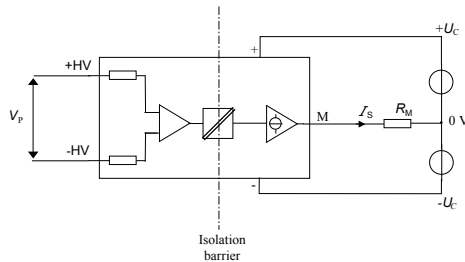 +U_C
+
+HV
V_P
M
I_S
R_M
0 V
-HV
-
-U_C
Isolation
barrier